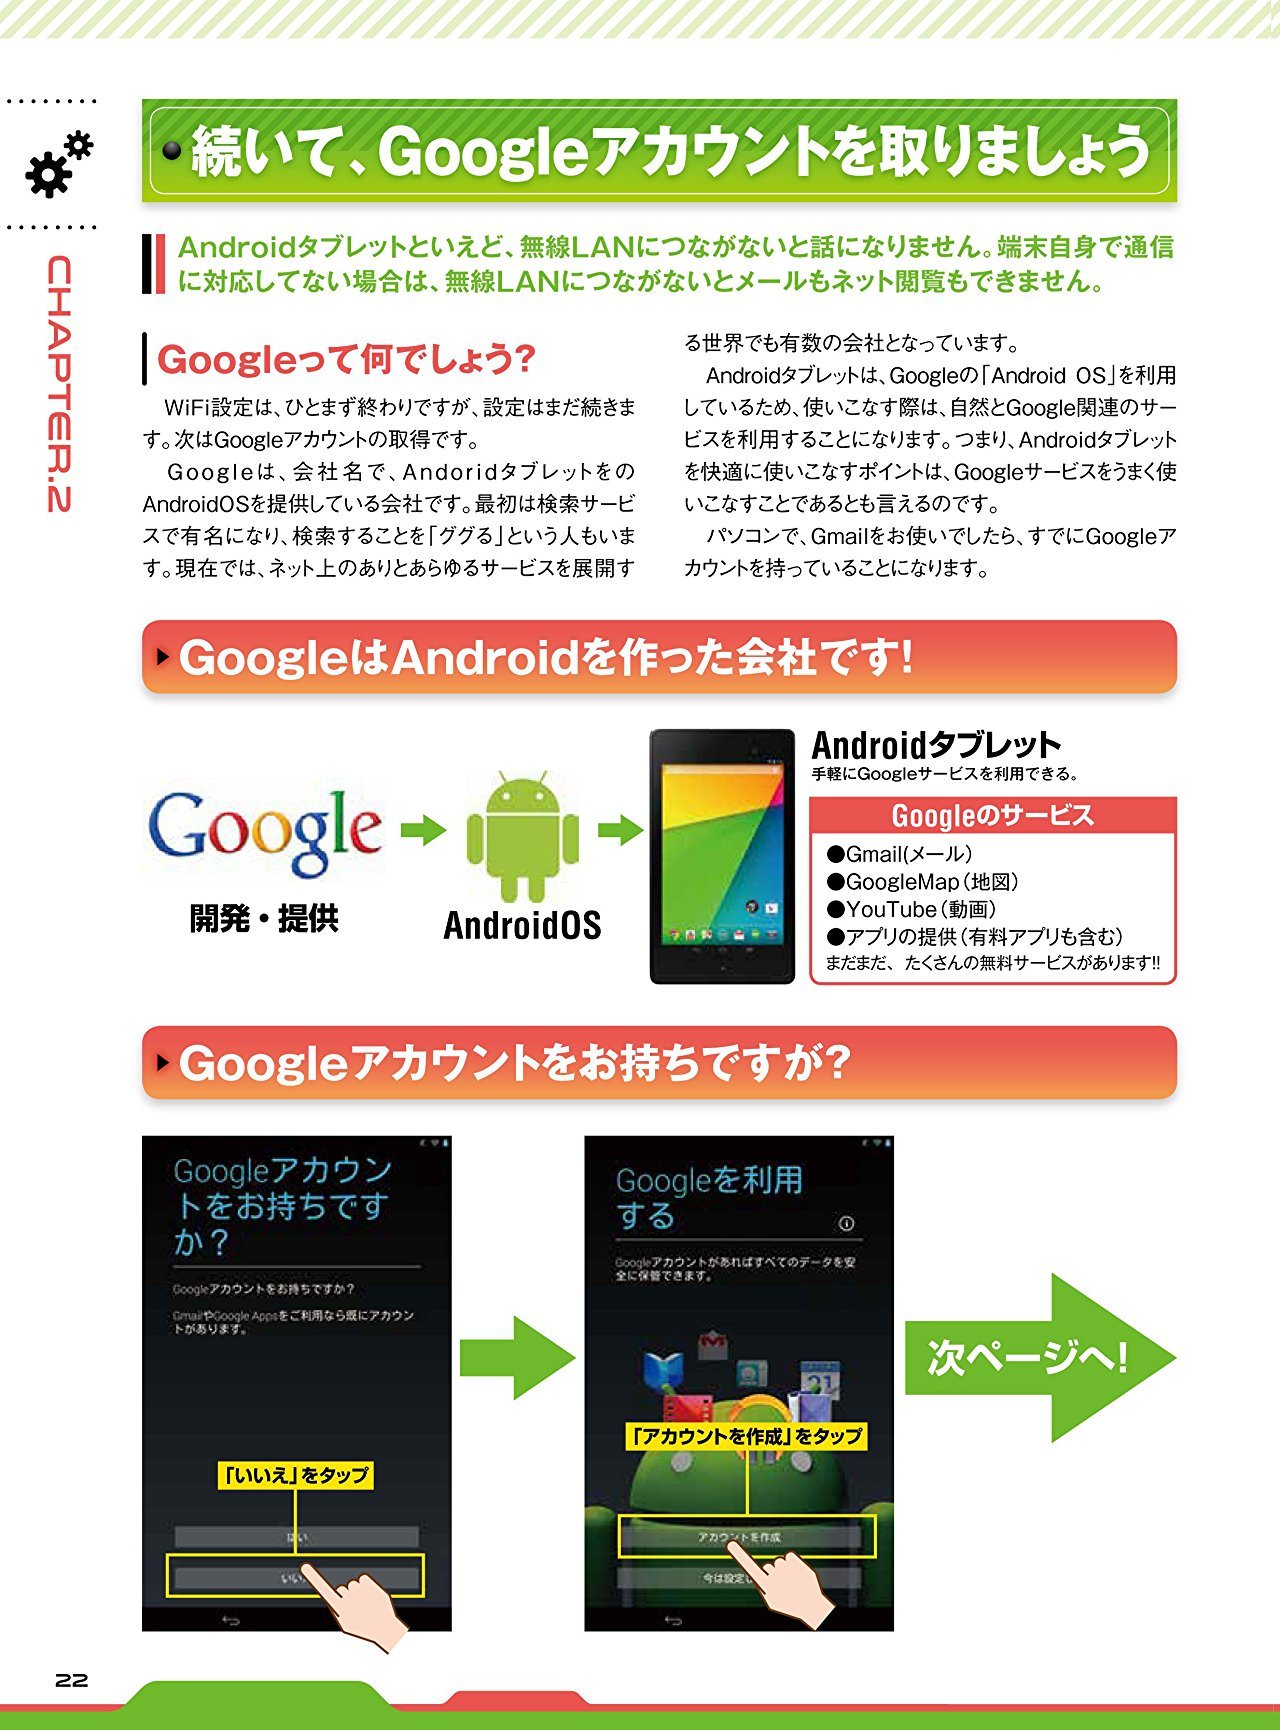 続いて、Googleアカウントを取りましょう
CHAPTER.2
Androidタブレットといえど、無線LANにつながないと話になりません。端末自身で通信
に対応してない場合は、無線LANにつながないとメールもネット閲覧もできません。
Googleって何でしょう?
WiFi設定は、ひとまず終わりですが、設定はまだ続きま
す。次はGoogleアカウントの取得です。
Googleは、会社名で、Andoridタブレットをの
AndroidOSを提供している会社です。最初は検索サービ
スで有名になり、検索することを「ググる」という人もいま
す。現在では、ネット上のありとあらゆるサービスを展開す
る世界でも有数の会社となっています。
Androidタブレットは、Googleの「Android OS」を利用
しているため、使いこなす際は、自然とGoogle関連のサー
ビスを利用することになります。つまり、Androidタブレット
を快適に使いこなすポイントは、Googleサービスをうまく使
いこなすことであるとも言えるのです。
パソコンで、Gmailをお使いでしたら、すでにGoogleア
カウントを持っていることになります。
GoogleはAndroidを作った会社です!
Google
開発・提供
AndroidOS
Androidタブレット
手軽にGoogleサービスを利用できる。
Googleのサービス
●Gmail(メール)
●GoogleMap(地図)
●YouTube(動画)
●アプリの提供(有料アプリも含む)
まだまだ、たくさんの無料サービスがあります!!
Googleアカウントをお持ちですが?
Googleアカウン
トをお持ちです
か?
Googleアカウントをお持ちですか?
GmailやGoogle Appsをご利用なら既にアカウン
トがあります。
「いいえ」をタップ
はい
いい
Googleを利用
する
Googleアカウントがあればすべてのデータを安
全に保管できます。
31
「アカウントを作成」をタップ
アカウントを作成
今は設定し
次ページへ!
22